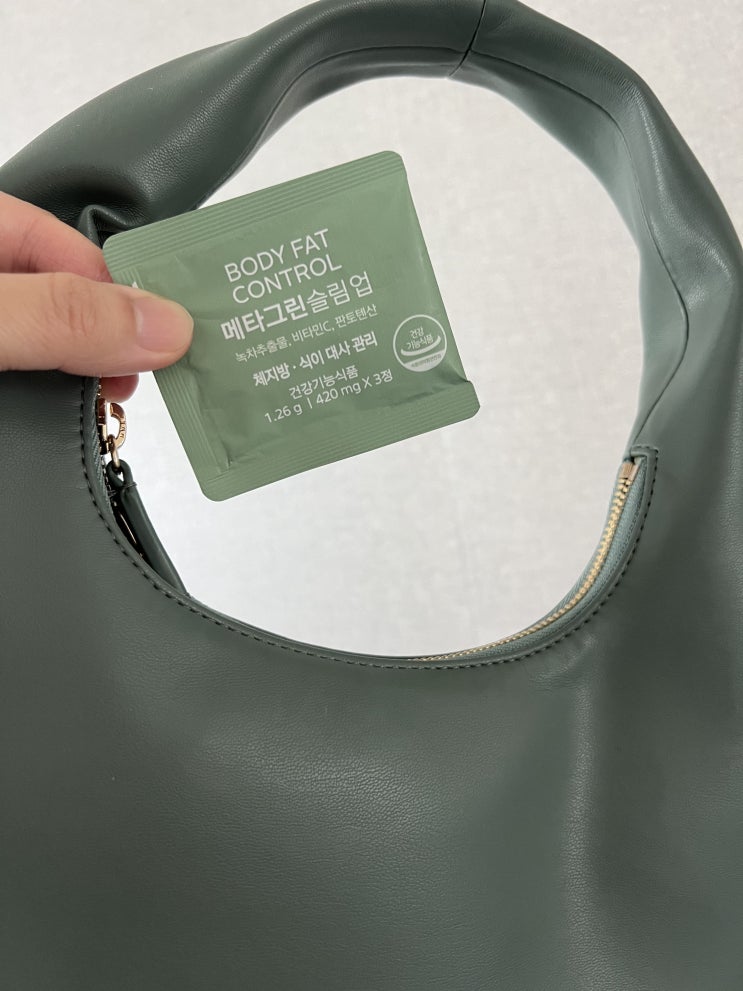 BODY FAT
CONTROL
메타그린슬림업
녹차추출물, 비타민C, 판토텐산
체지방 · 식이 대사 관리
건강기능식품
1.26 g | 420 mg X 3정
건강
기능식품